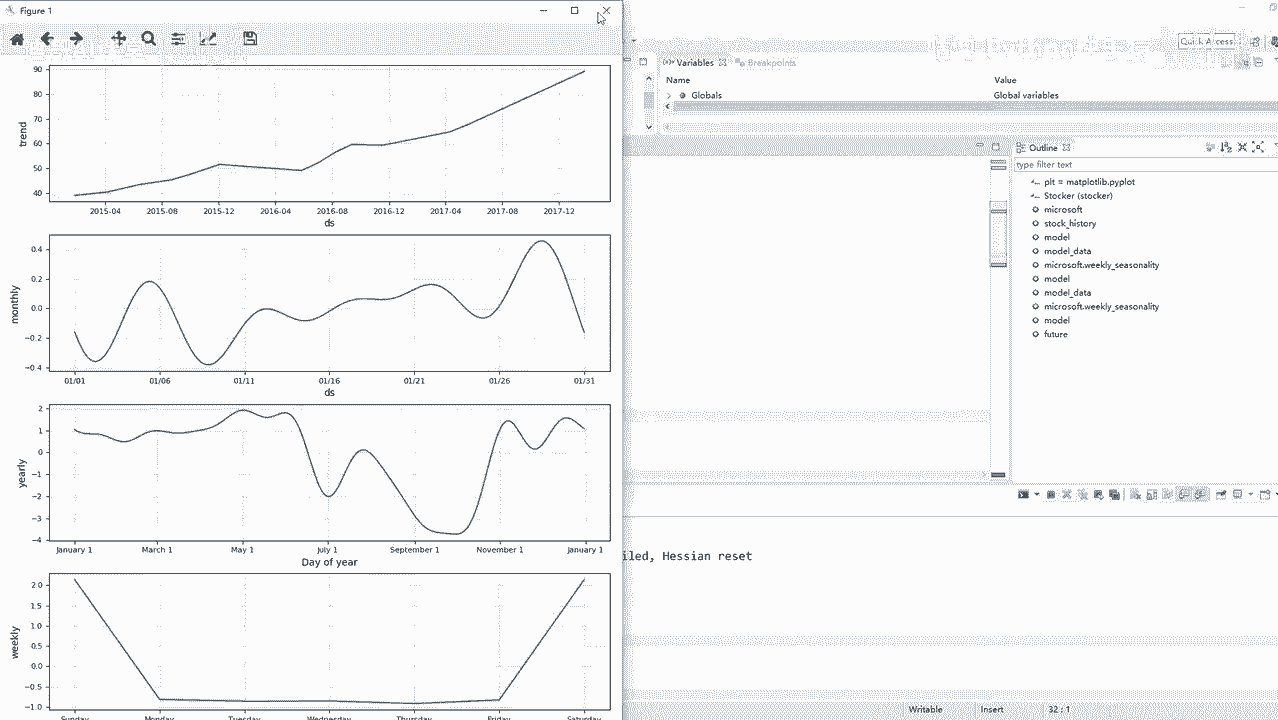 Figure 1
90
80
70
60
50
40
trend
2015-04 2015-08 2015-12 2016-04 2016-08 2016-12 2017-04 2017-08 2017-12
ds
0.4
0.2
0.0
−0.2
−0.4
monthly
01/01 01/06 01/11 01/16 01/21 01/26 01/31
ds
2
1
0
−1
−2
−3
−4
yearly
January 1 March 1 May 1 July 1 September 1 November 1 January 1
Day of year
2.0
1.5
1.0
0.5
0.0
−0.5
−1.0
weekly
Sunday Monday Tuesday Wednesday Thursday Friday Saturday
Quick Access
Variables Breakpoints
Name Value
Globals Global variables
Outline
type filter text
plt = matplotlib.pyplot
Stocker (stocker)
microsoft
stock_history
model
model_data
microsoft.weekly_seasonality
model
model_data
microsoft.weekly_seasonality
model
future
iled, Hessian reset
Writable Insert 32 : 1